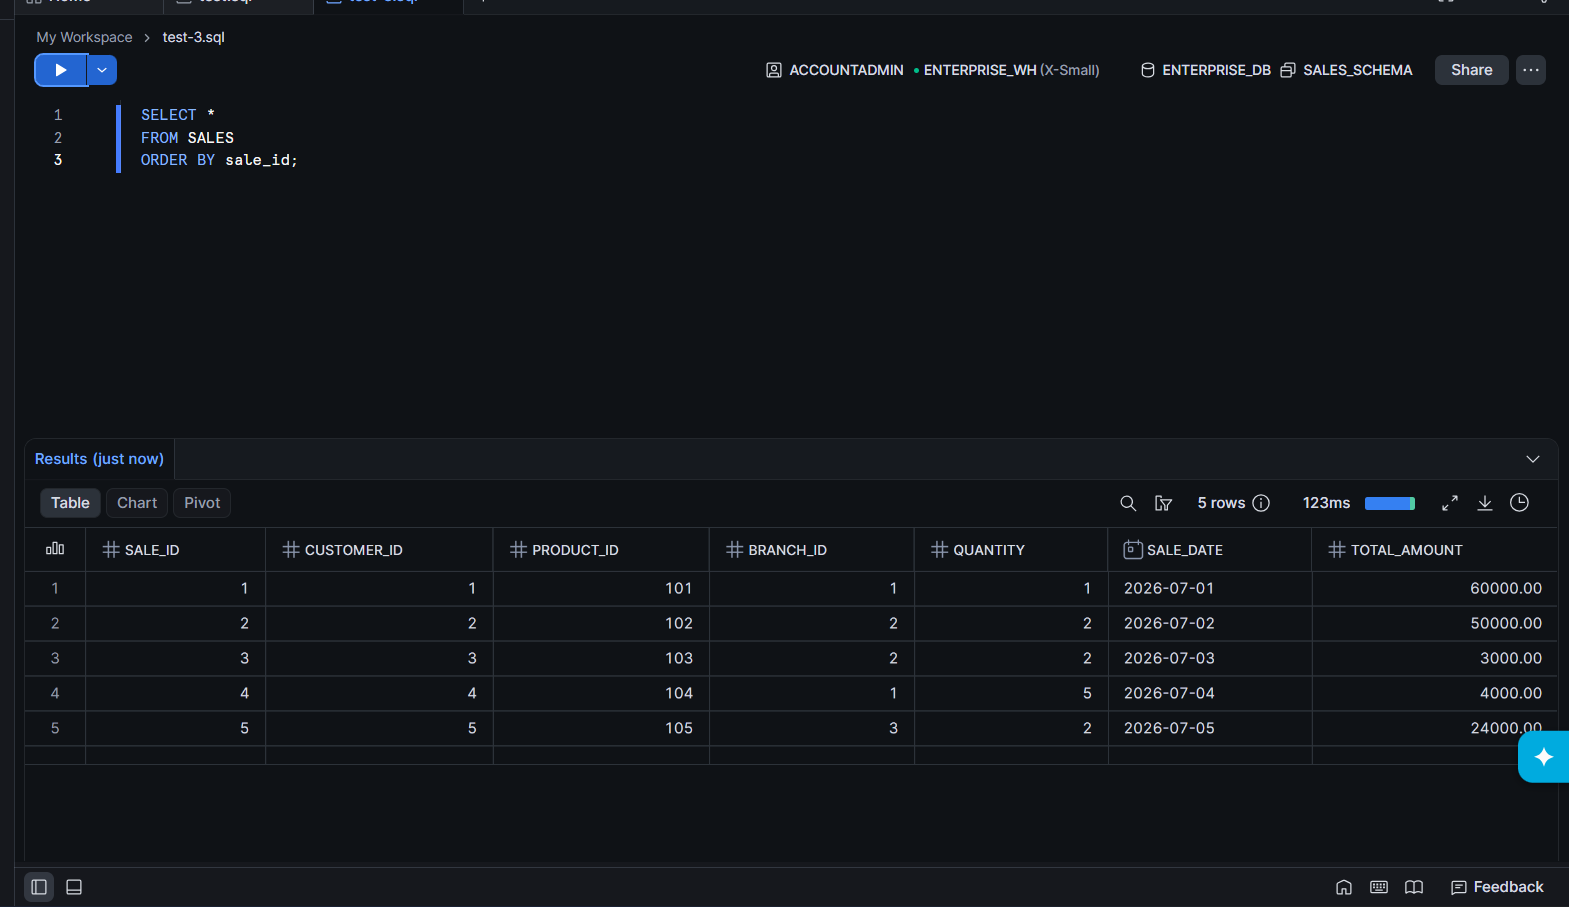 My Workspace > test-3.sql
ACCOUNTADMIN ENTERPRISE_WH (X-Small) ENTERPRISE_DB SALES_SCHEMA Share ...
1 SELECT *
2 FROM SALES
3 ORDER BY sale_id;
Results (just now)
Table Chart Pivot 5 rows 123ms
SALE_ID CUSTOMER_ID PRODUCT_ID BRANCH_ID QUANTITY SALE_DATE TOTAL_AMOUNT
1 1 1 101 1 1 2026-07-01 60000.00
2 2 2 102 2 2 2026-07-02 50000.00
3 3 3 103 2 2 2026-07-03 3000.00
4 4 4 104 1 5 2026-07-04 4000.00
5 5 5 105 3 2 2026-07-05 24000.00
Feedback